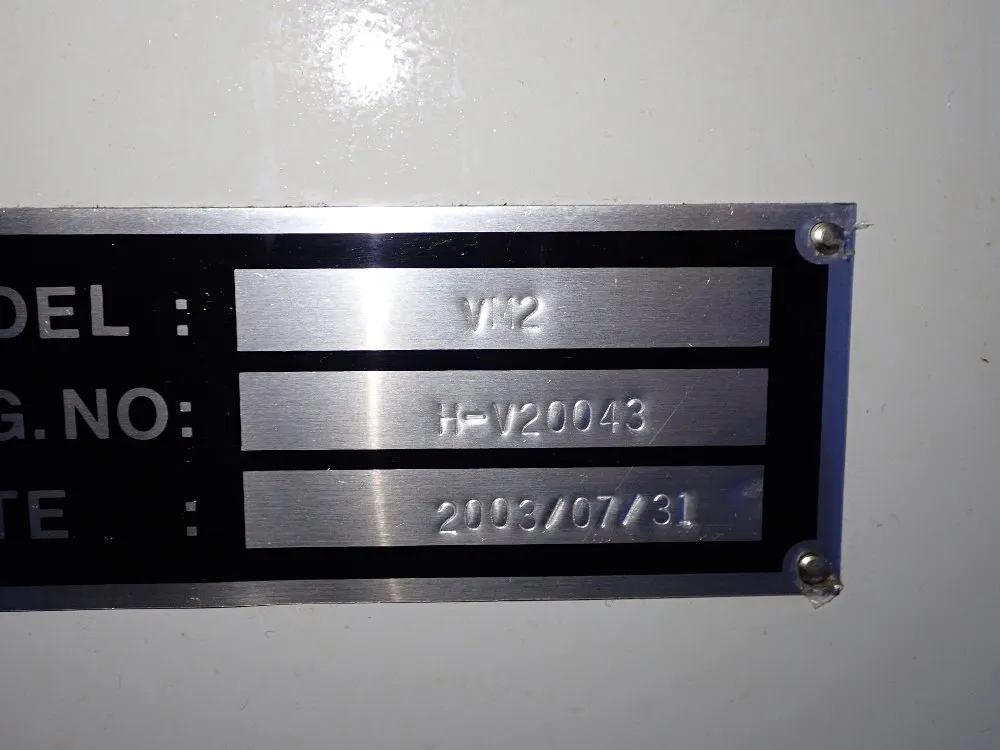 DEL : VM2
G. NO: H-V20043
TE : 2003/07/31